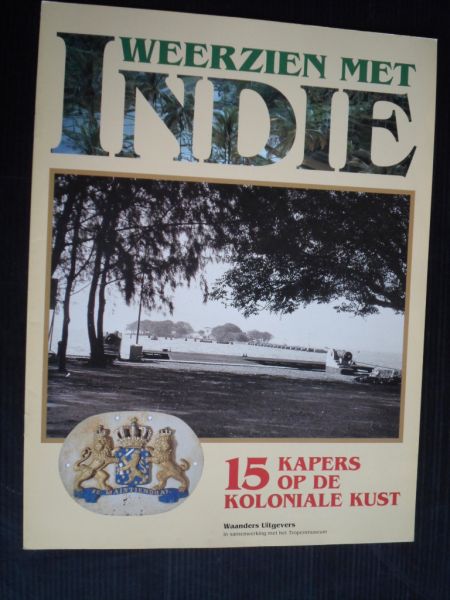 WEERZIEN MET
INDIE
15 KAPERS
OP DE
KOLONIALE KUST
Waanders Uitgevers
In samenwerking met het Tropenmuseum